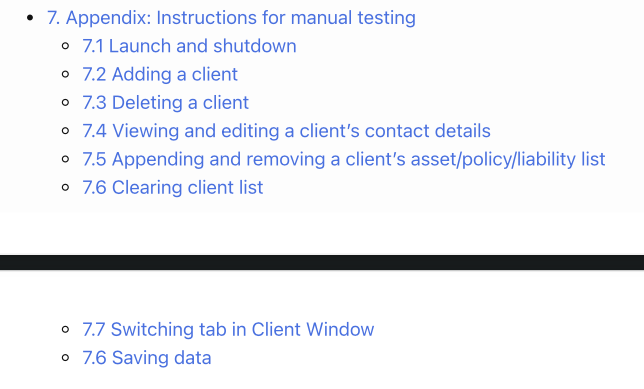 7. Appendix: Instructions for manual testing
7.1 Launch and shutdown
7.2 Adding a client
7.3 Deleting a client
7.4 Viewing and editing a client’s contact details
7.5 Appending and removing a client’s asset/policy/liability list
7.6 Clearing client list
7.7 Switching tab in Client Window
7.6 Saving data